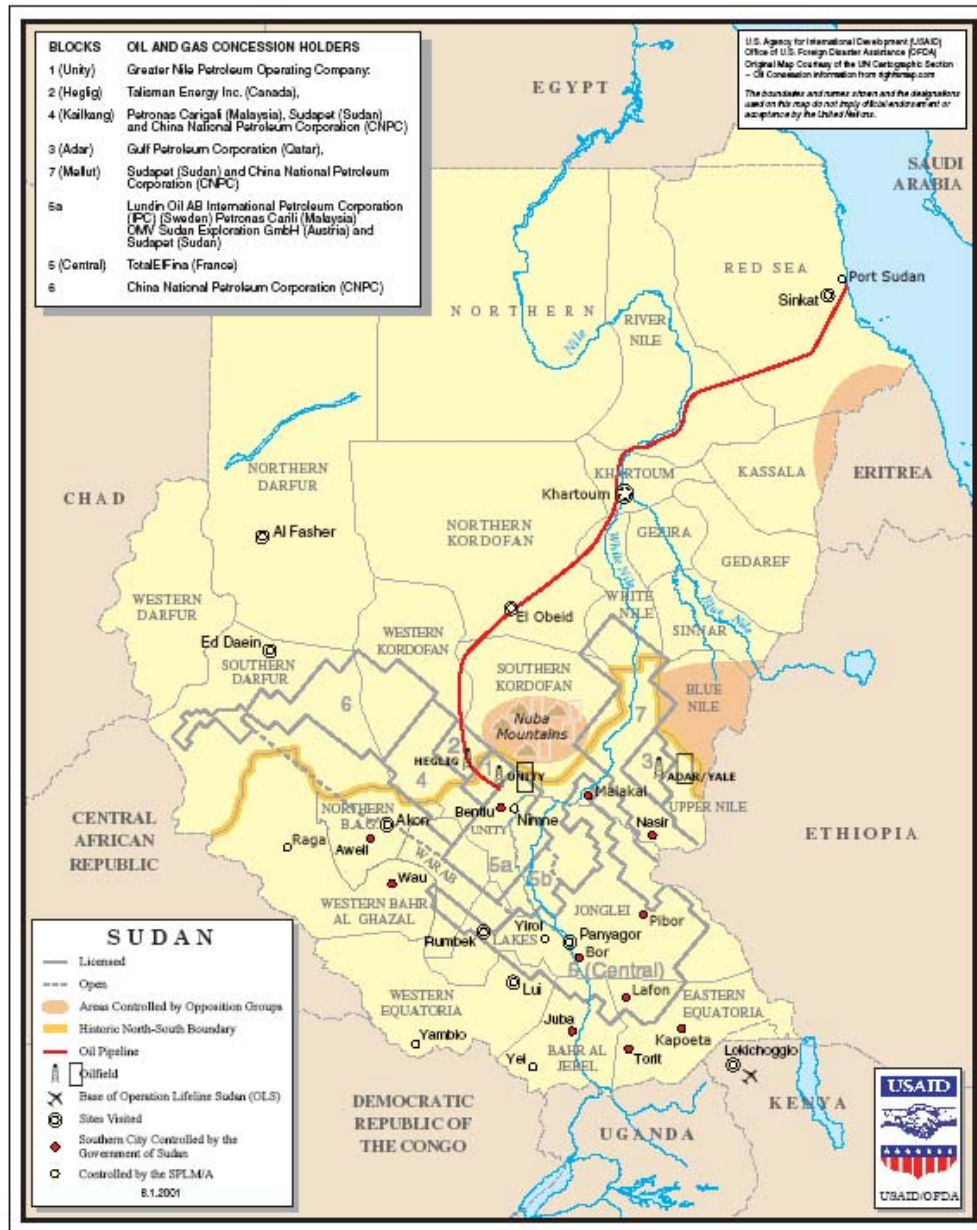 BLOCKS OIL AND GAS CONCESSION HOLDERS
1 (Unity) Greater Nile Petroleum Operating Company:
2 (Heglig) Talisman Energy Inc. (Canada),
4 (Kailkang) Petronas Carigali (Malaysia), Sudapet (Sudan)
and China National Petroleum Corporation (CNPC)
3 (Adar) Gulf Petroleum Corporation (Qatar),
7 (Mellut) Sudapet (Sudan) and China National Petroleum
Corporation (CNPC)
5a Lundin Oil AB International Petroleum Corporation
(IPC) (Sweden) Petronas Carili (Malaysia)
OMV Sudan Exploration GmbH (Austria) and
Sudapet (Sudan)
5 (Central) TotalElFina (France)
6 China National Petroleum Corporation (CNPC)
U.S. Agency for International Development (USAID)
Office of U.S. Foreign Disaster Assistance (OFDA)
Original Map Courtesy of the UN Cartographic Section
– Oil Concession information from rightsmap.com
The boundaries and names shown and the designations
used on this map do not imply official endorsement or
acceptance by the United Nations.
EGYPT
SAUDI
ARABIA
RED SEA
Port Sudan
Sinkat
NORTHERN
RIVER
NILE
Nile
NORTHERN
DARFUR
KHARTOUM
KASSALA
ERITREA
CHAD
Khartoum
Al Fasher
NORTHERN
KORDOFAN
GEZIRA
GEDAREF
White Nile
Blue Nile
WESTERN
DARFUR
El Obeid
WHITE
NILE
SINNAR
Ed Daein
WESTERN
KORDOFAN
SOUTHERN
DARFUR
SOUTHERN
KORDOFAN
BLUE
NILE
6
7
Nuba
Mountains
2
HEGLIG
4
1
UNITY
3
ADAR/YALE
Malakal
UPPER NILE
Bentiu
Nimne
CENTRAL
AFRICAN
REPUBLIC
NORTHERN
B.A.G.
Akon
UNITY
Nasir
ETHIOPIA
Raga
Aweil
WARAB
5a
5b
Wau
WESTERN BAHR
AL GHAZAL
JONGLEI
Pibor
Rumbek
LAKES
Yirol
Panyagor
Bor
5 (Central)
Lui
Lafon
WESTERN
EQUATORIA
EASTERN
EQUATORIA
Juba
Kapoeta
Yambio
BAHR AL
JEBEL
Torit
Lokichoggio
Yei
DEMOCRATIC
REPUBLIC OF
THE CONGO
UGANDA
KENYA
SUDAN
Licensed
Open
Areas Controlled by Opposition Groups
Historic North-South Boundary
Oil Pipeline
Oilfield
Base of Operation Lifeline Sudan (OLS)
Sites Visited
Southern City Controlled by the
Government of Sudan
Controlled by the SPLM/A
8.1.2001
USAID
USAID/OFDA